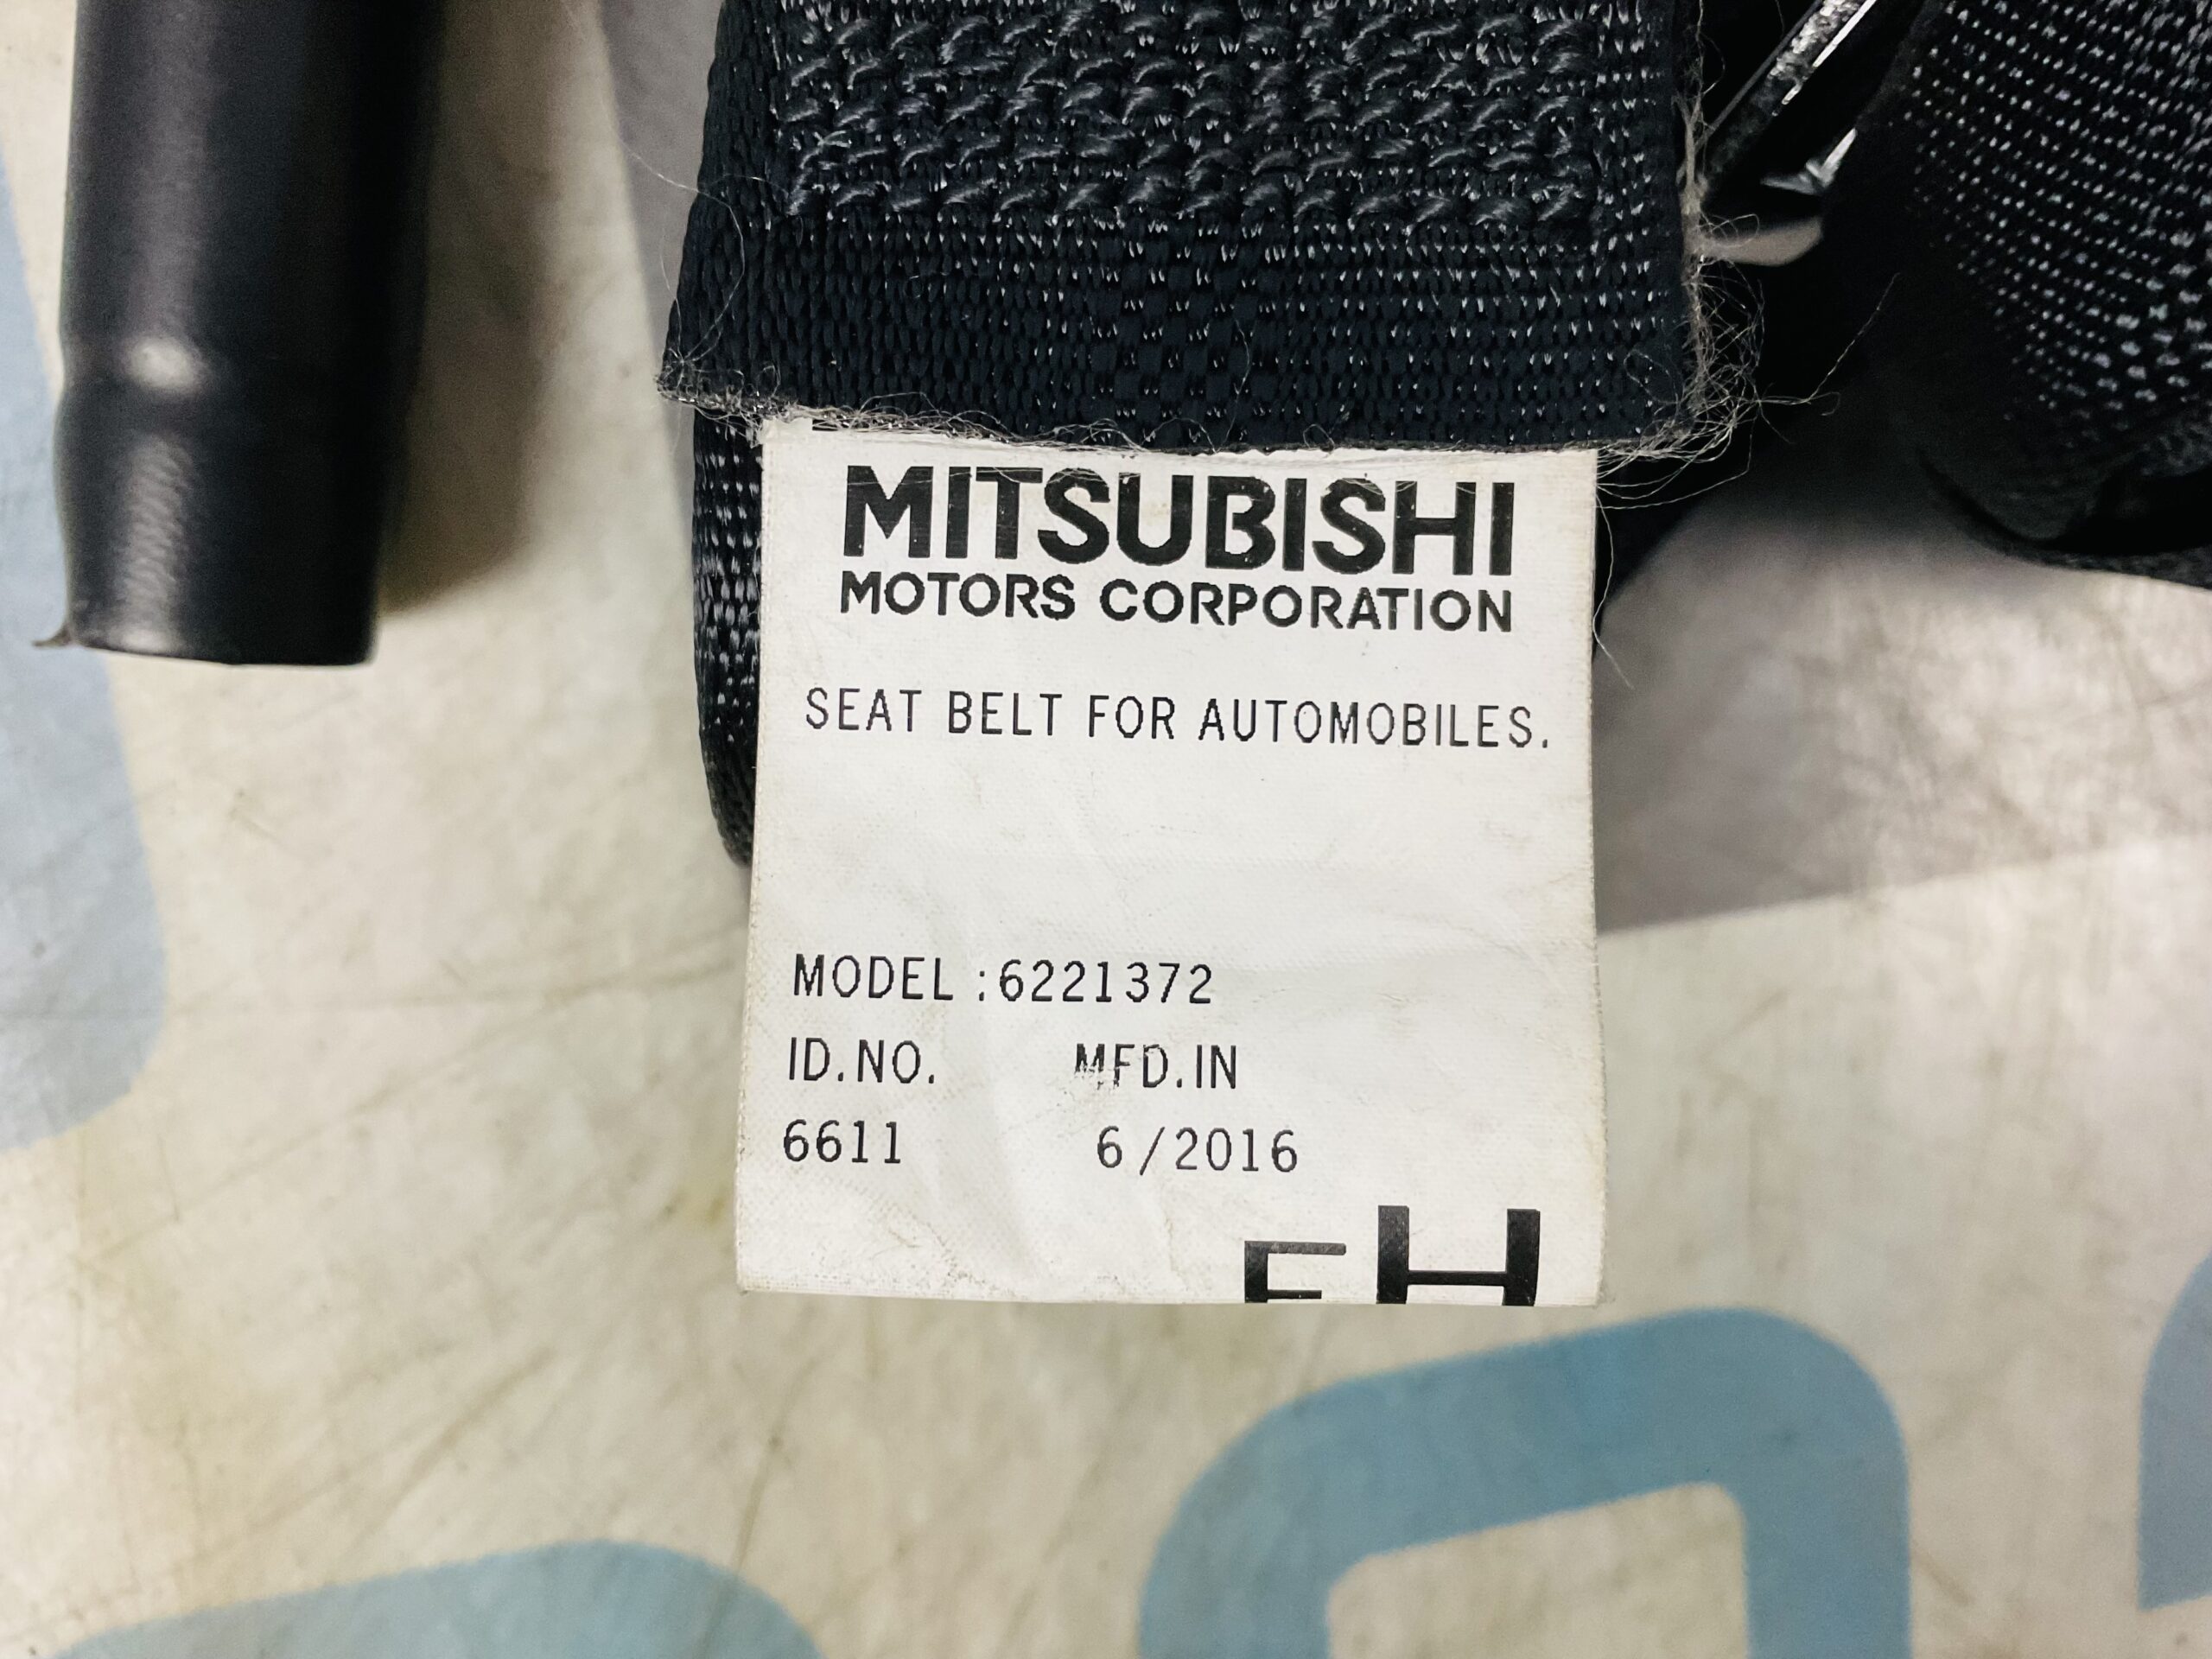 MITSUBISHI
MOTORS CORPORATION
SEAT BELT FOR AUTOMOBILES.
MODEL :6221372
ID.NO. MFD.IN
6611 6/2016